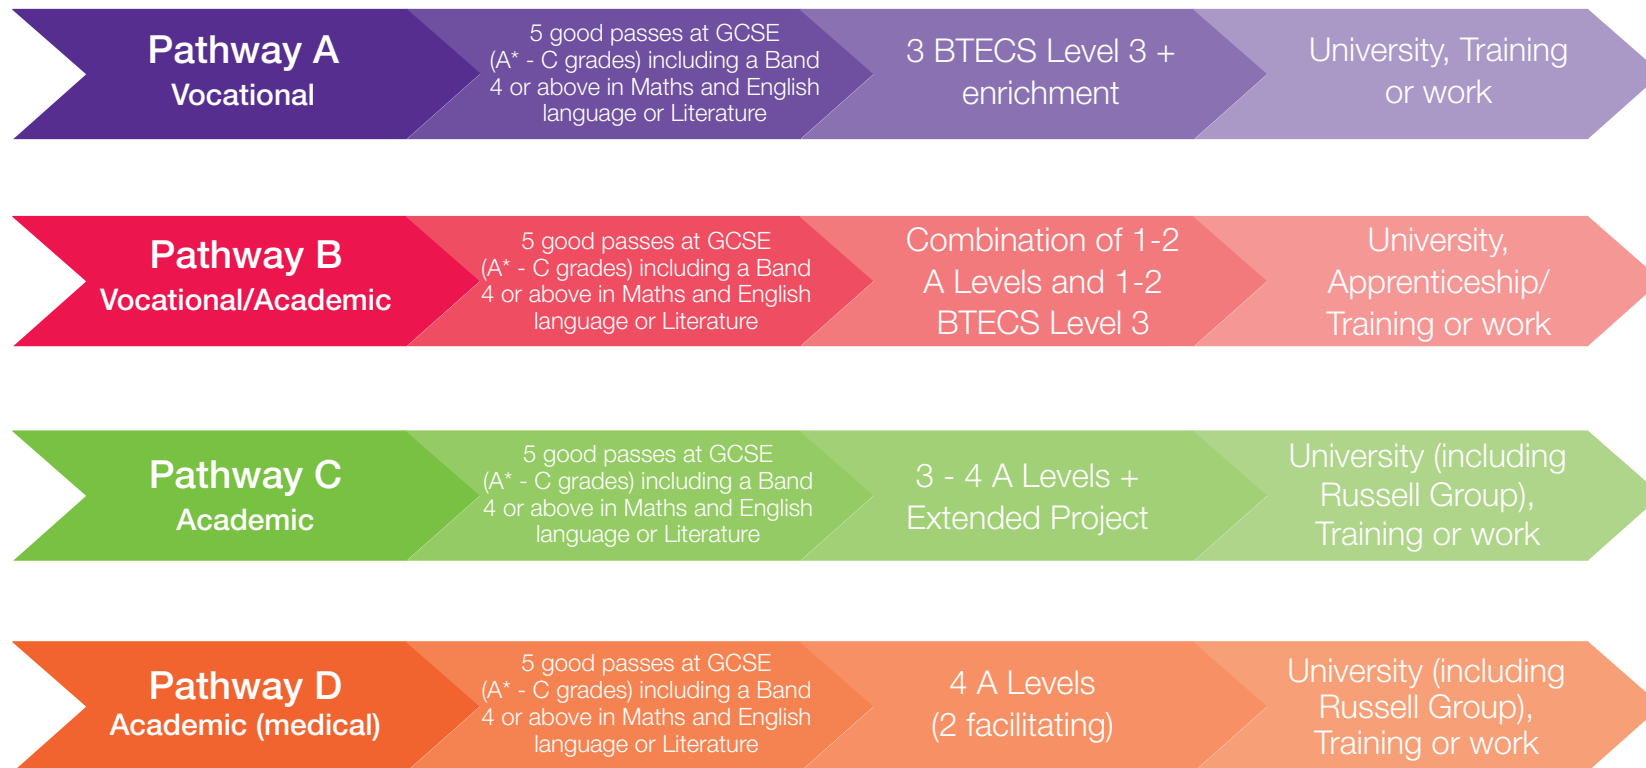 Pathway A
Vocational
5 good passes at GCSE
(A* - C grades) including a Band
4 or above in Maths and English
language or Literature
3 BTECS Level 3 +
enrichment
University, Training
or work
Pathway B
Vocational/Academic
5 good passes at GCSE
(A* - C grades) including a Band
4 or above in Maths and English
language or Literature
Combination of 1-2
A Levels and 1-2
BTECS Level 3
University,
Apprenticeship/
Training or work
Pathway C
Academic
5 good passes at GCSE
(A* - C grades) including a Band
4 or above in Maths and English
language or Literature
3 - 4 A Levels +
Extended Project
University (including
Russell Group),
Training or work
Pathway D
Academic (medical)
5 good passes at GCSE
(A* - C grades) including a Band
4 or above in Maths and English
language or Literature
4 A Levels
(2 facilitating)
University (including
Russell Group),
Training or work